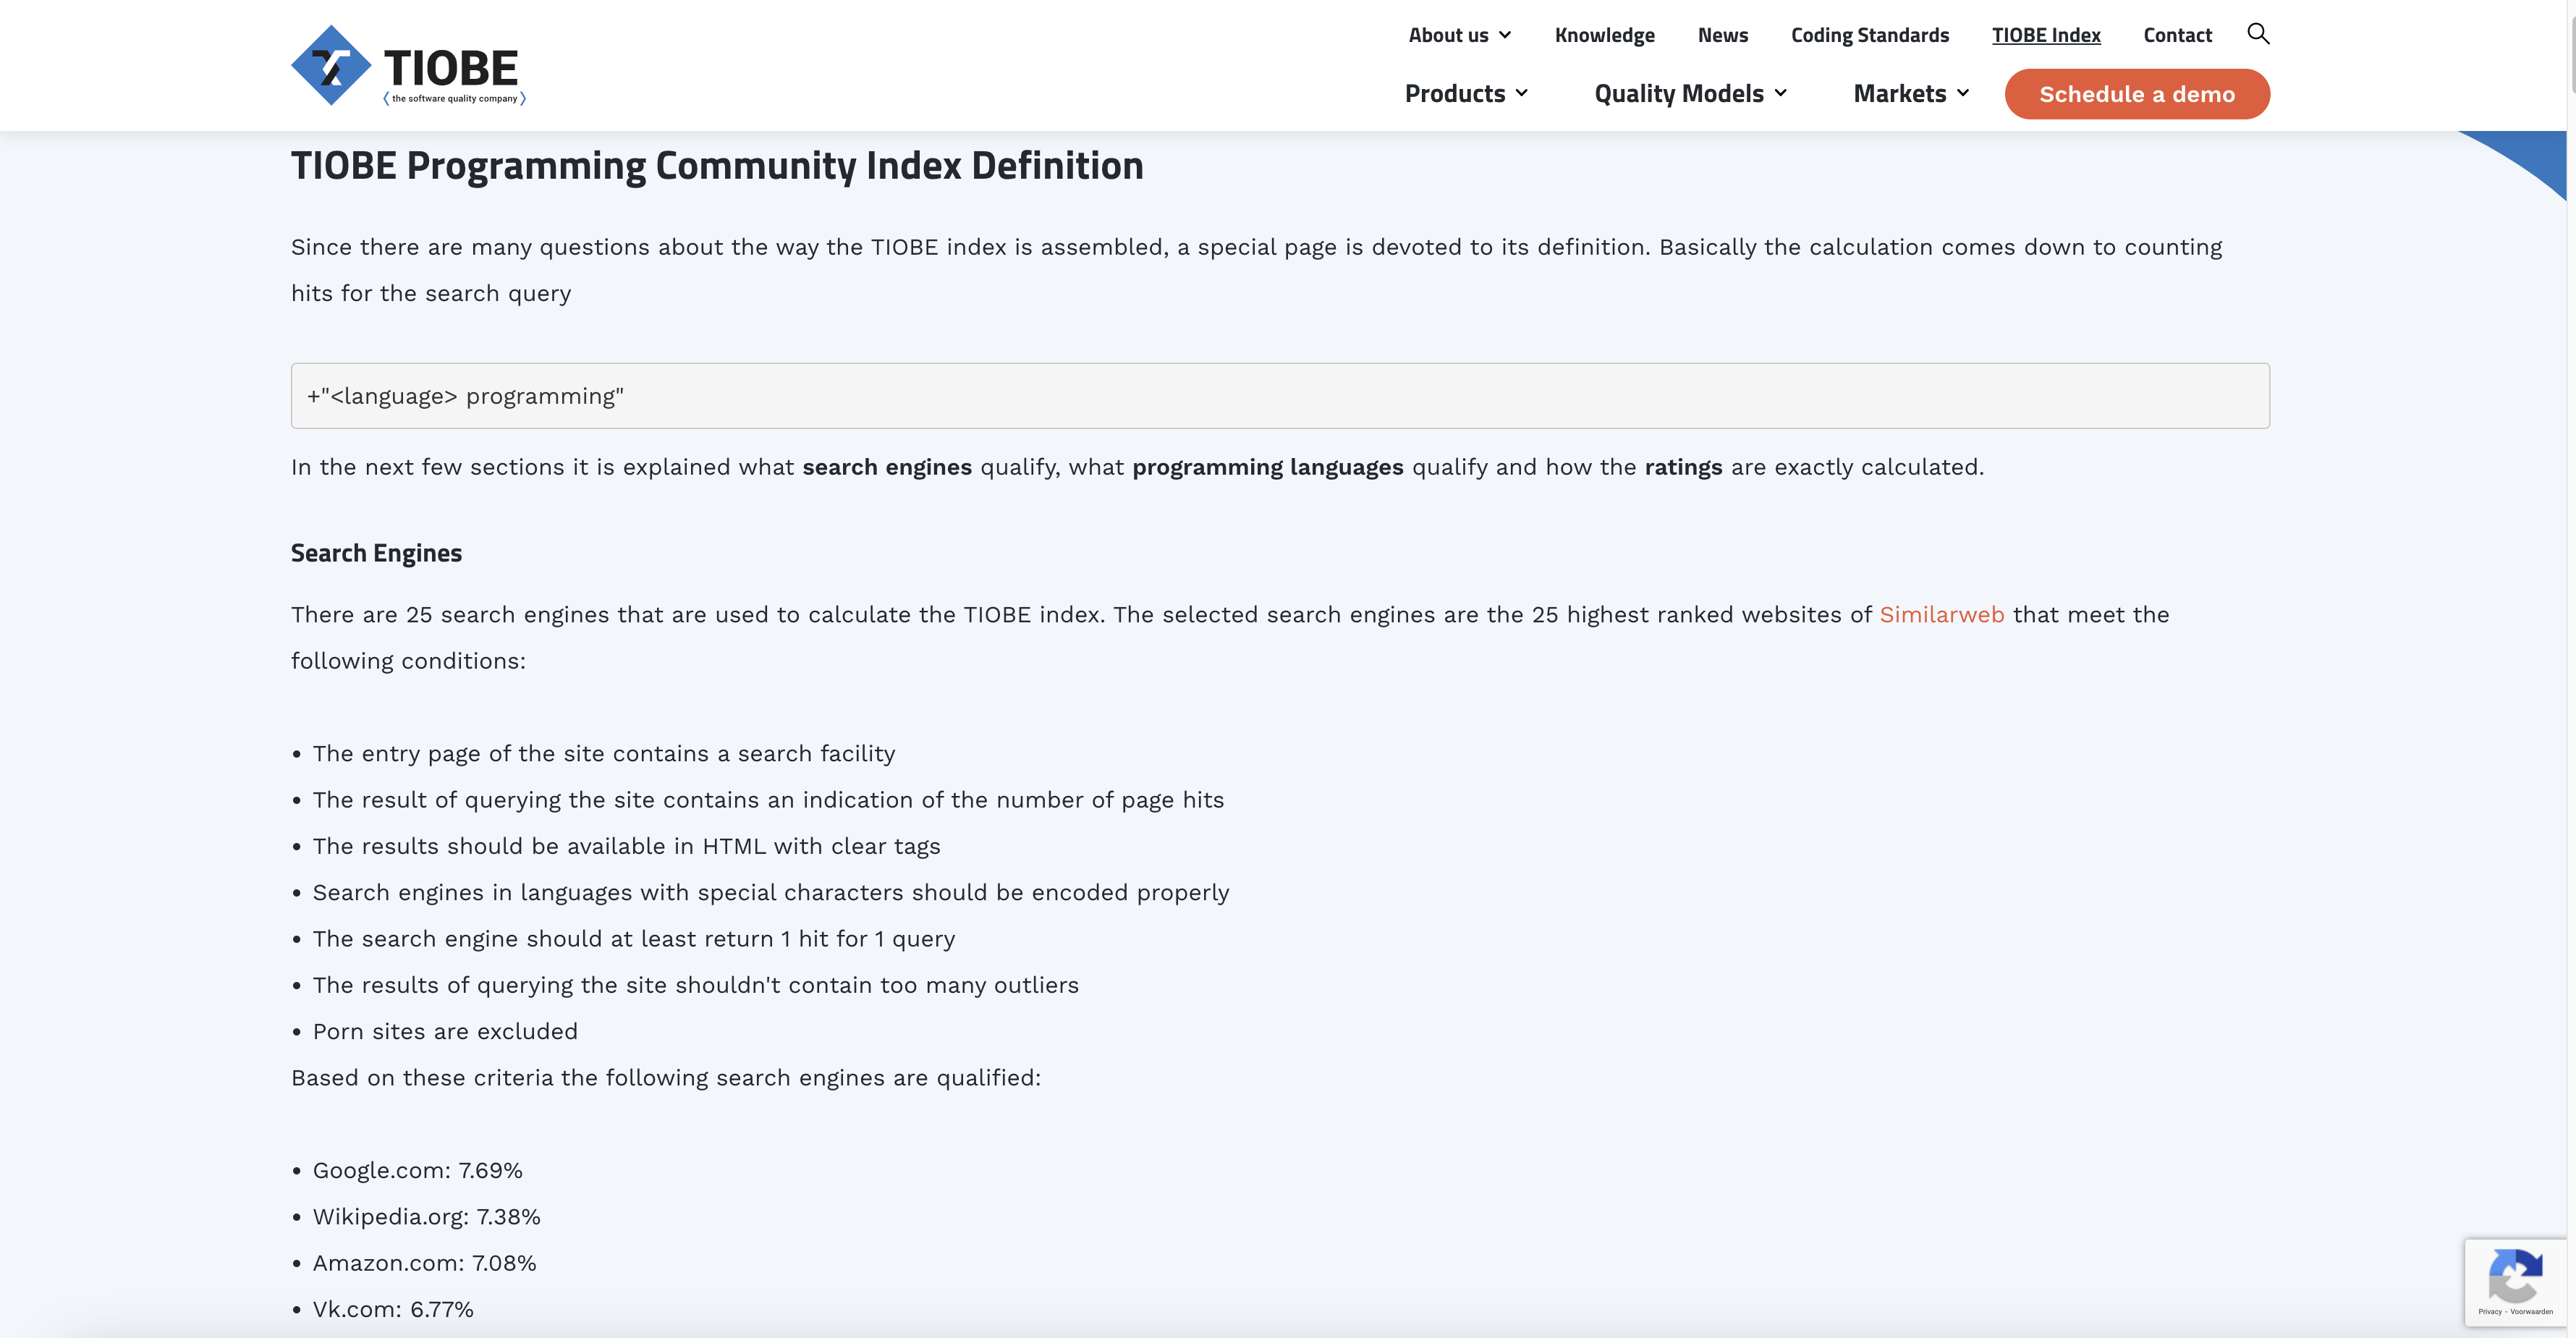 About us
Knowledge
News
Coding Standards
TIOBE Index
Contact
TIOBE
the software quality company
Products
Quality Models
Markets
Schedule a demo
TIOBE Programming Community Index Definition
Since there are many questions about the way the TIOBE index is assembled, a special page is devoted to its definition. Basically the calculation comes down to counting
hits for the search query
+"<language> programming"
In the next few sections it is explained what search engines qualify, what programming languages qualify and how the ratings are exactly calculated.
Search Engines
There are 25 search engines that are used to calculate the TIOBE index. The selected search engines are the 25 highest ranked websites of Similarweb that meet the
following conditions:
• The entry page of the site contains a search facility
• The result of querying the site contains an indication of the number of page hits
• The results should be available in HTML with clear tags
• Search engines in languages with special characters should be encoded properly
• The search engine should at least return 1 hit for 1 query
• The results of querying the site shouldn't contain too many outliers
• Porn sites are excluded
Based on these criteria the following search engines are qualified:
• Google.com: 7.69%
• Wikipedia.org: 7.38%
• Amazon.com: 7.08%
• Vk.com: 6.77%
Privacy - Voorwaarden